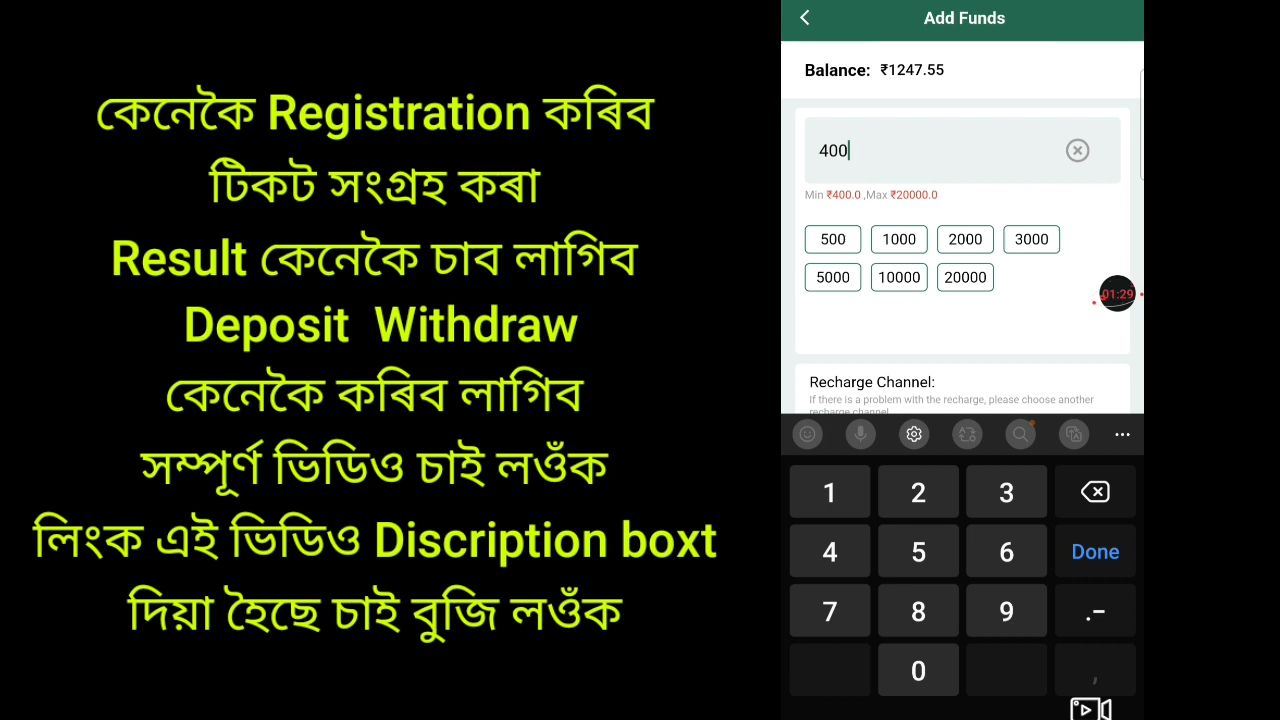 কেনেকৈ Registration কৰিব
টিকট সংগ্ৰহ কৰা
Result কেনেকৈ চাব লাগিব
Deposit Withdraw
কেনেকৈ কৰিব লাগিব
সম্পূৰ্ণ ভিডিও চাই লওঁক
লিংক এই ভিডিও Discription boxt
দিয়া হৈছে চাই বুজি লওঁক
Add Funds
Balance: ₹1247.55
400
Min ₹400.0 ,Max ₹20000.0
500 1000 2000 3000
5000 10000 20000
01:29
Recharge Channel:
If there is a problem with the recharge, please choose another
recharge channel
1 2 3
4 5 6 Done
7 8 9 .-
0 ,